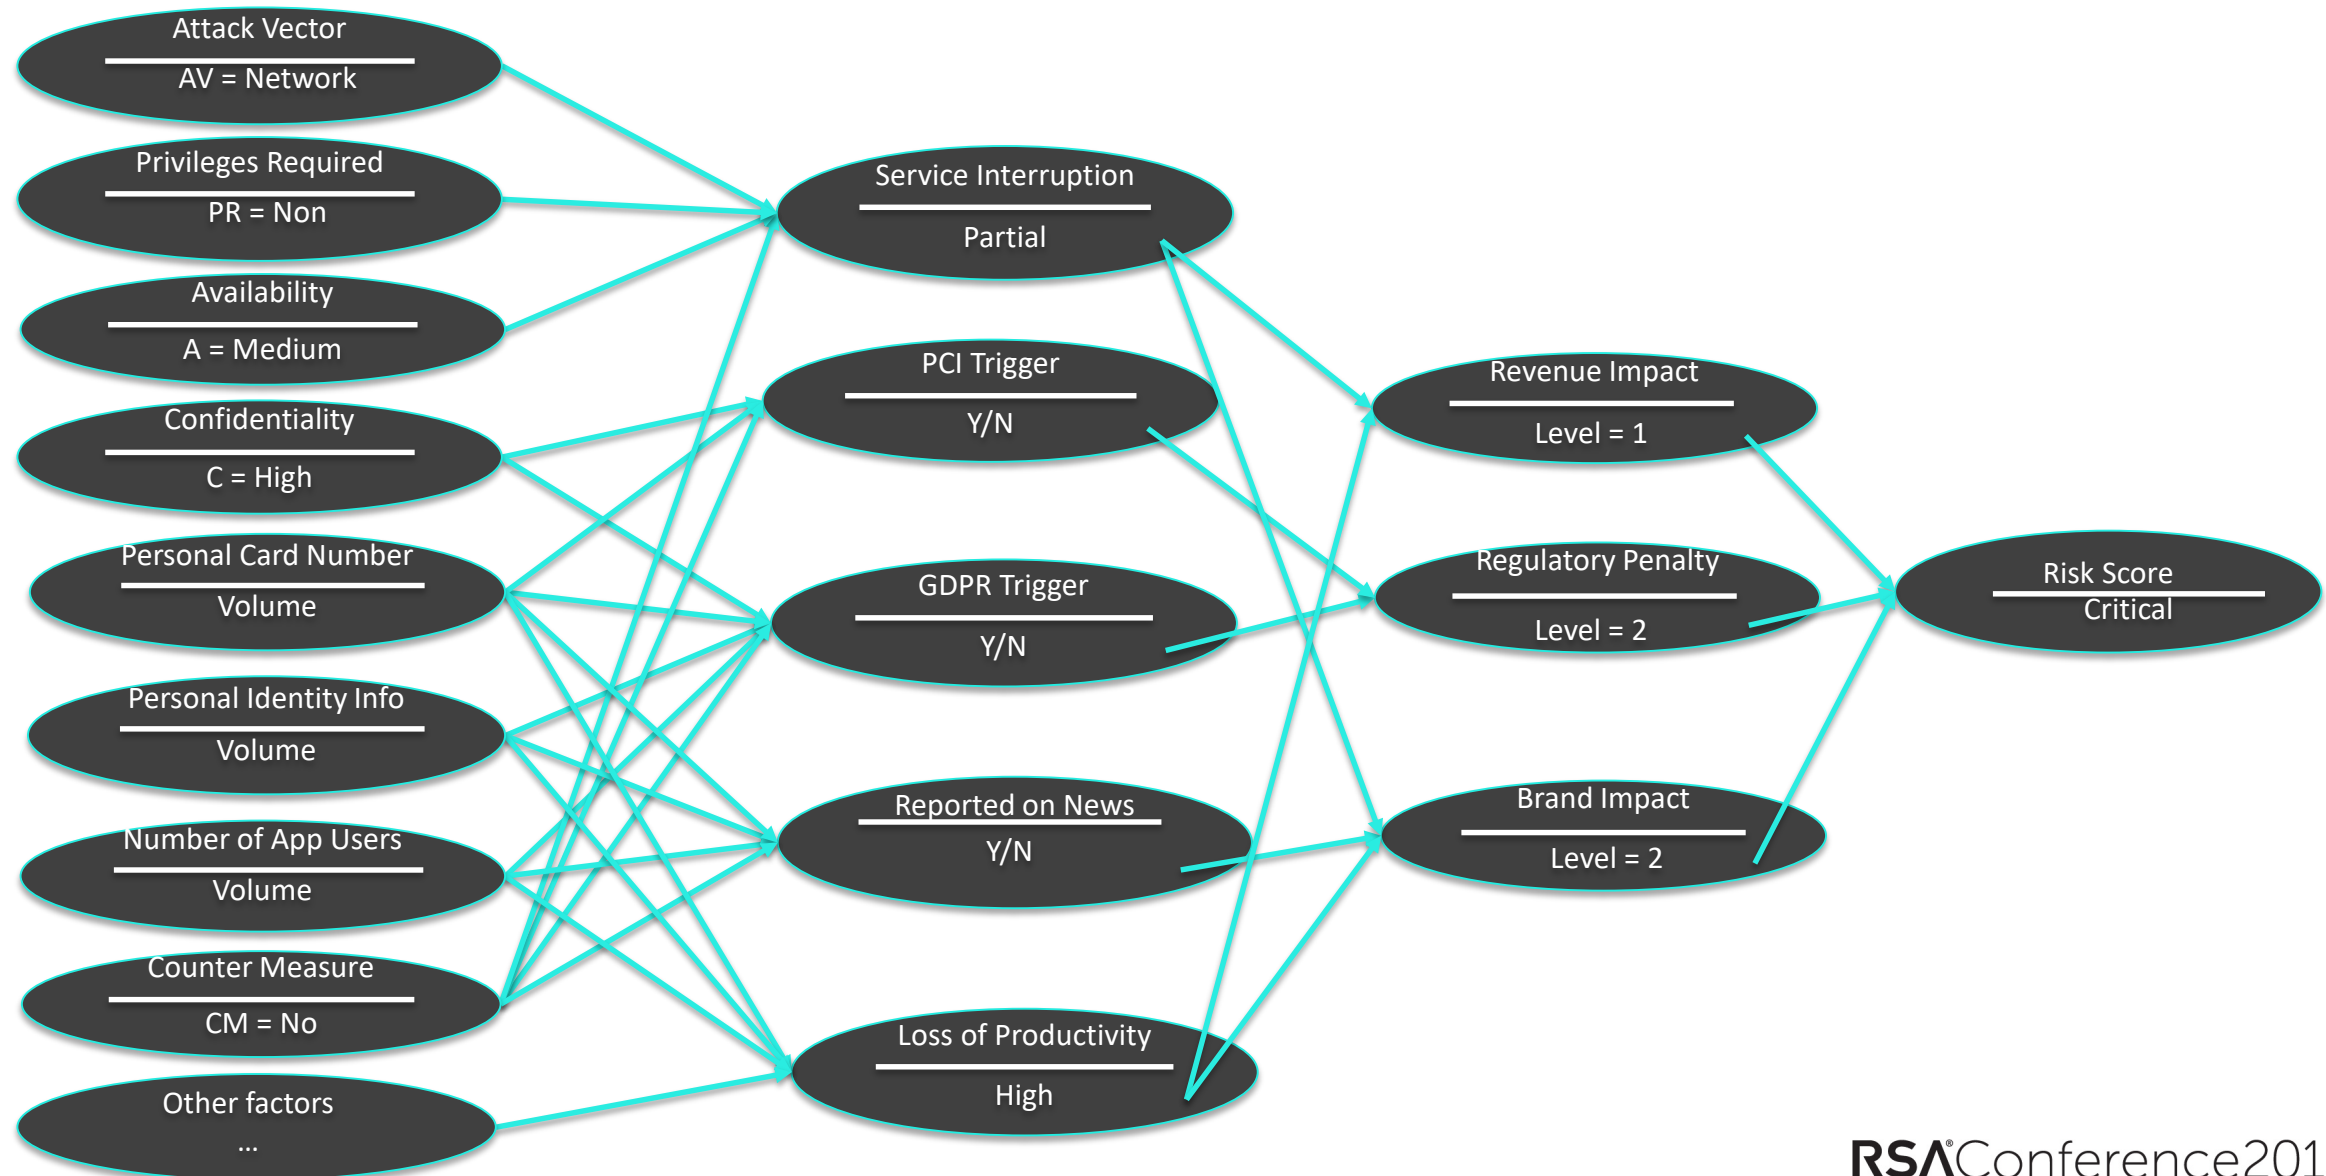 Attack Vector
AV = Network
Privileges Required
PR = Non
Availability
A = Medium
Confidentiality
C = High
Personal Card Number
Volume
Personal Identity Info
Volume
Number of App Users
Volume
Counter Measure
CM = No
Other factors
...
Service Interruption
Partial
PCI Trigger
Y/N
GDPR Trigger
Y/N
Reported on News
Y/N
Loss of Productivity
High
Revenue Impact
Level = 1
Regulatory Penalty
Level = 2
Brand Impact
Level = 2
Risk Score
Critical
RSA®Conference201